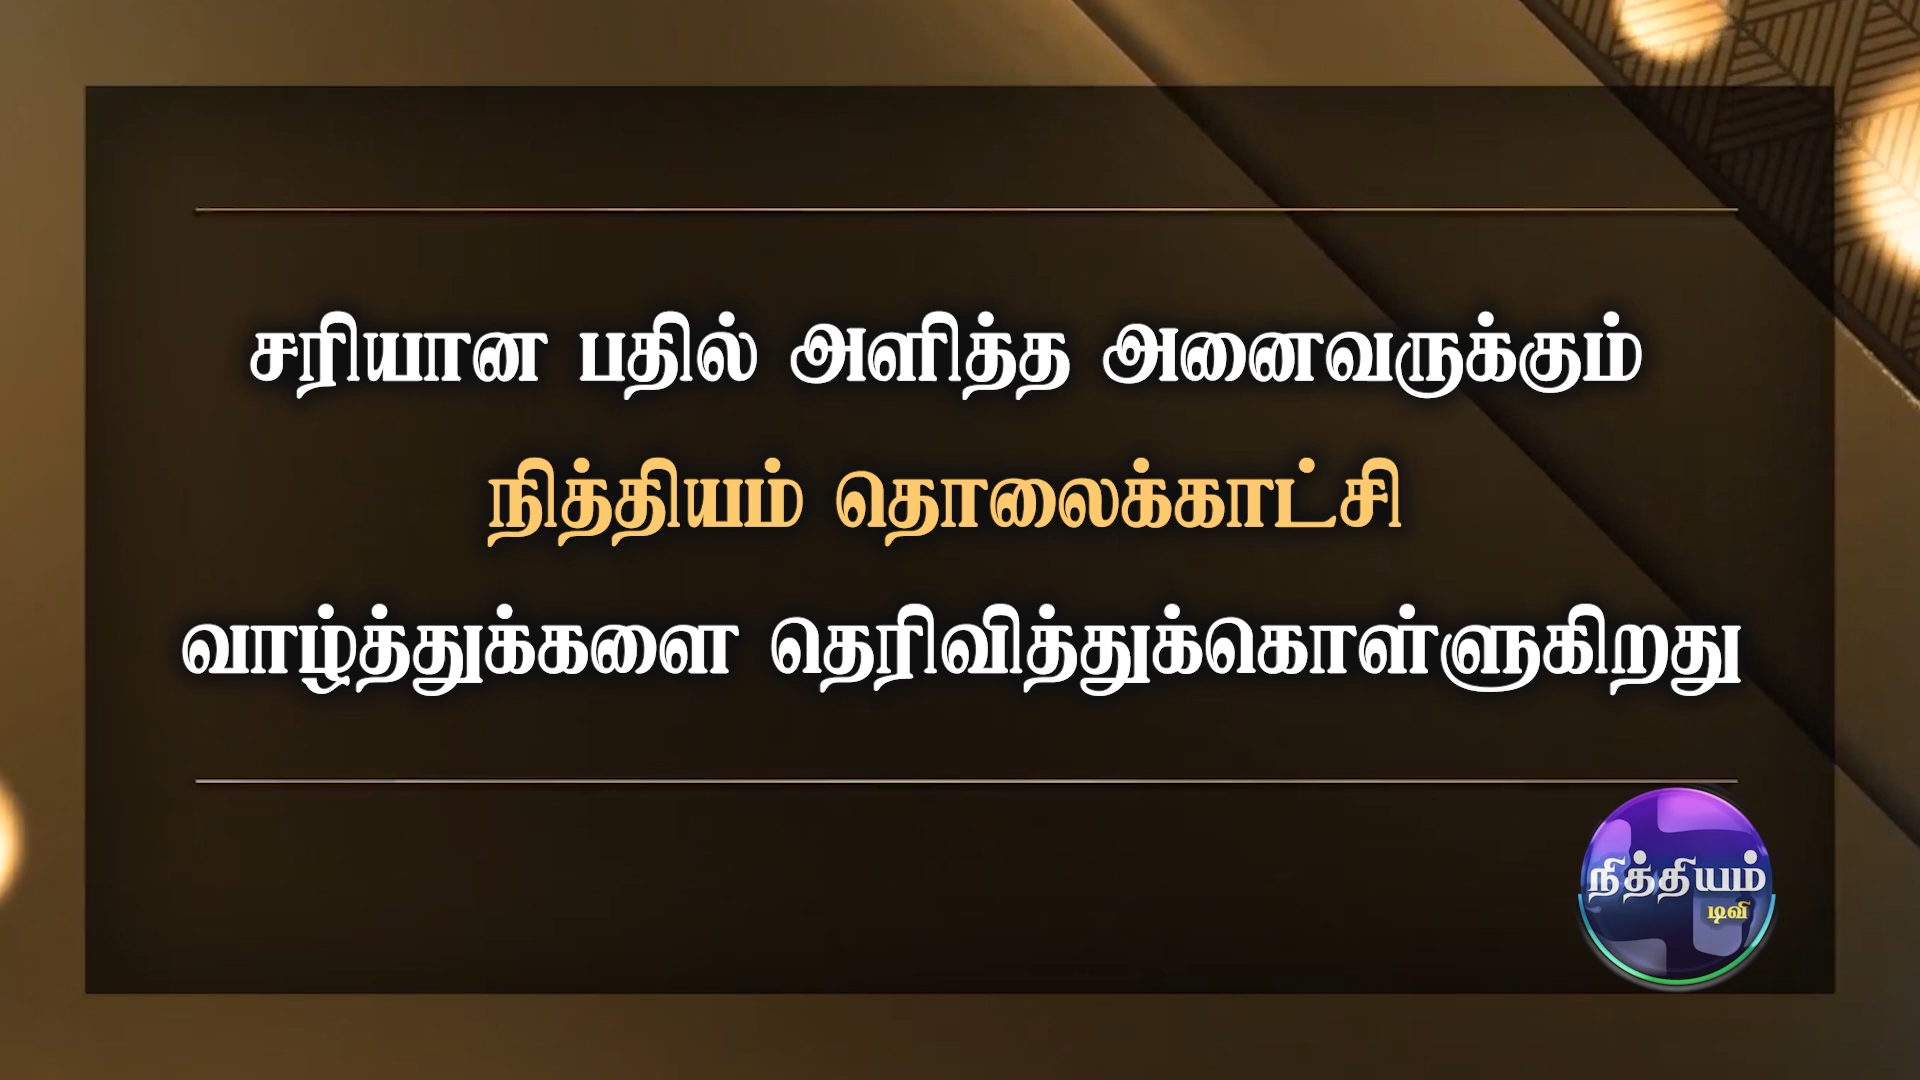 சரியான பதில் அளித்த அனைவருக்கும்
நித்தியம் தொலைக்காட்சி
வாழ்த்துக்களை தெரிவித்துக்கொள்ளுகிறது
நித்தியம்
டிவி